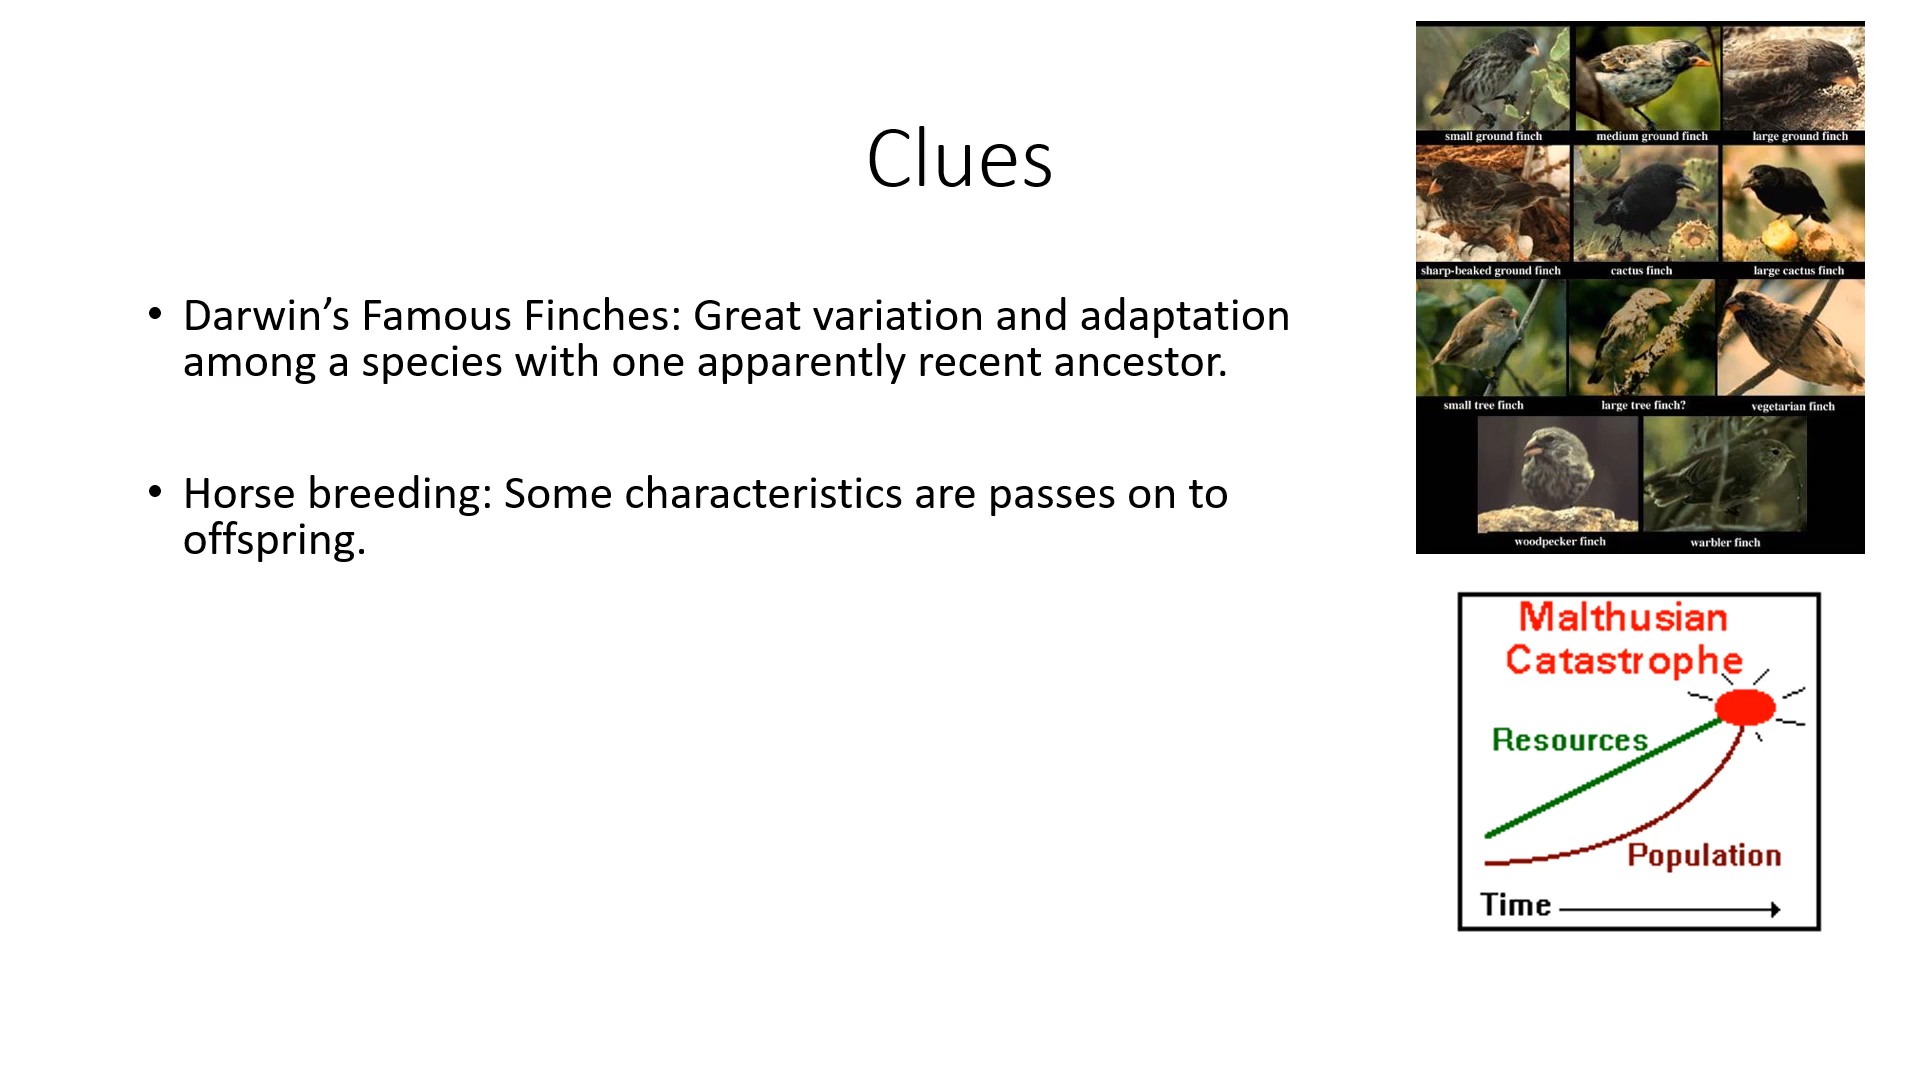 Clues
• Darwin’s Famous Finches: Great variation and adaptation
among a species with one apparently recent ancestor.
• Horse breeding: Some characteristics are passes on to
offspring.
small ground finch
medium ground finch
large ground finch
sharp-beaked ground finch
cactus finch
large cactus finch
small tree finch
large tree finch?
vegetarian finch
woodpecker finch
warbler finch
Malthusian
Catastrophe
Resources
Population
Time